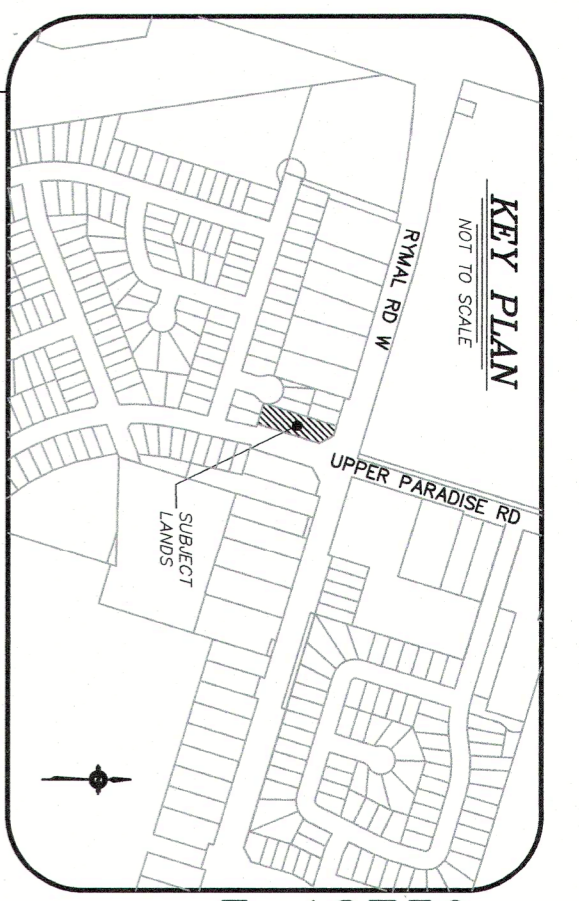 KEY PLAN
NOT TO SCALE
RYMAL RD W
UPPER PARADISE RD
SUBJECT
LANDS